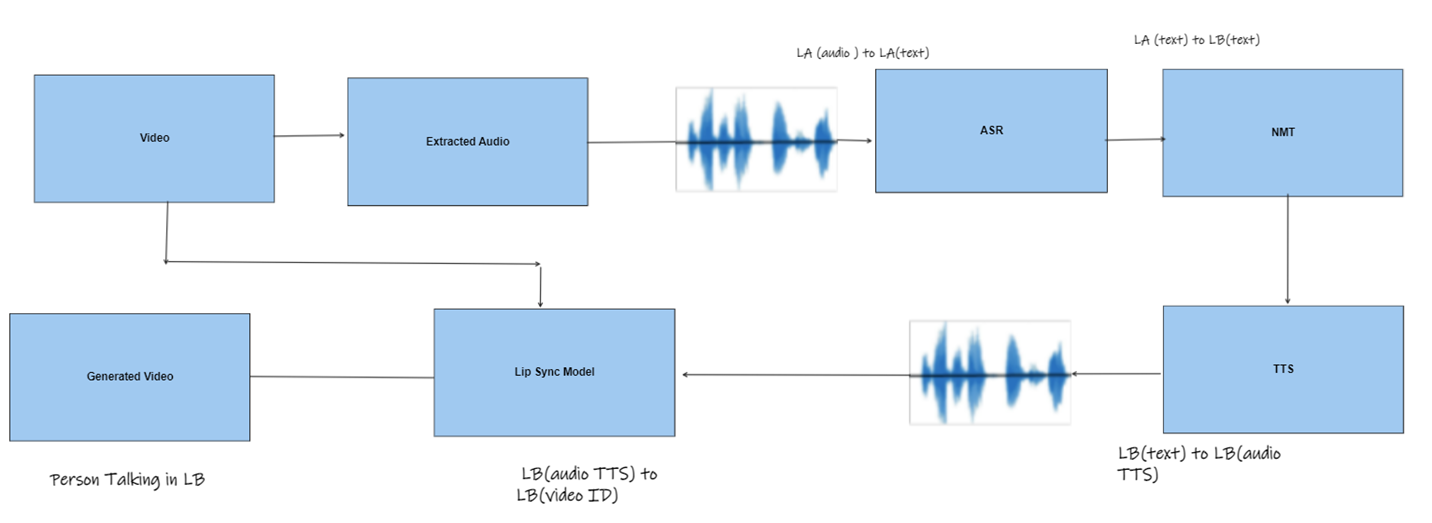 LA (audio ) to LA(text)
LA (text) to LB(text)
Video
Extracted Audio
ASR
NMT
Generated Video
Lip Sync Model
TTS
Person Talking in LB
LB(audio TTS) to
LB(video ID)
LB(text) to LB(audio
TTS)